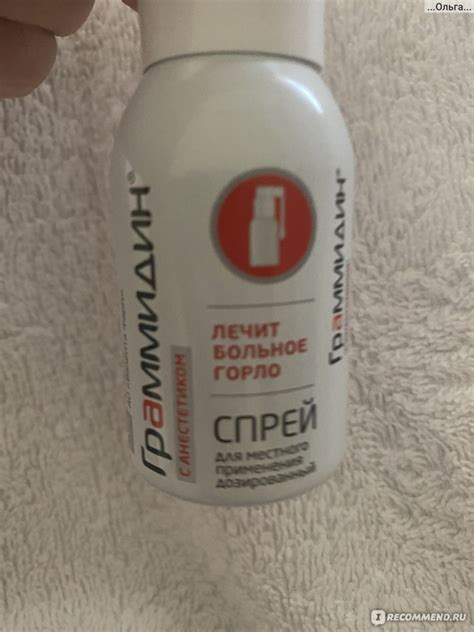 ...Ольга...
Граммидин®
с анестетиком
ЛЕЧИТ
БОЛЬНОЕ
ГОРЛО
СПРЕЙ
для местного
применения
дозированный
Граммидин®
I RECOMMEND.RU